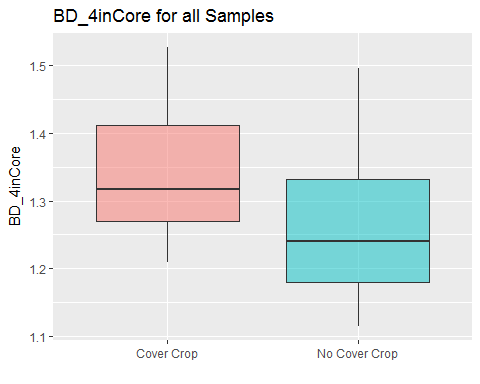 BD_4inCore for all Samples
BD_4inCore
1.5
1.4
1.3
1.2
1.1
Cover Crop
No Cover Crop